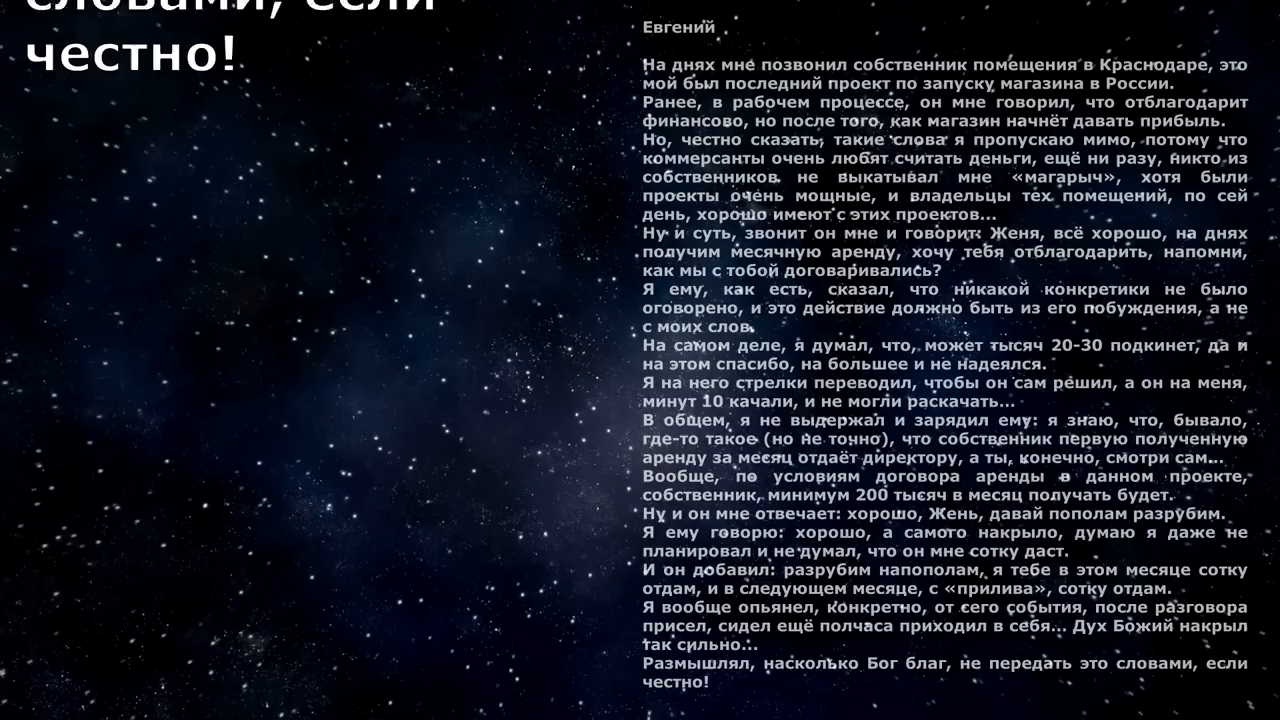 словами, если
честно!
Евгений
На днях мне позвонил собственник помещения в Краснодаре, это
мой был последний проект по запуску магазина в России.
Ранее, в рабочем процессе, он мне говорил, что отблагодарит
финансово, но после того, как магазин начнёт давать прибыль.
Но, честно сказать, такие слова я пропускаю мимо, потому что
коммерсанты очень любят считать деньги, ещё ни разу, никто из
собственников не выкатывал мне «магарыч», хотя были
проекты очень мощные, и владельцы тех помещений, по сей
день, хорошо имеют с этих проектов...
Ну и суть, звонит он мне и говорит: Женя, всё хорошо, на днях
получим месячную аренду, хочу тебя отблагодарить, напомни,
как мы с тобой договаривались?
Я ему, как есть, сказал, что никакой конкретики не было
оговорено, и это действие должно быть из его побуждения, а не
с моих слов.
На самом деле, я думал, что, может тысяч 20-30 подкинет, да и
на этом спасибо, на большее и не надеялся.
Я на него стрелки переводил, чтобы он сам решил, а он на меня,
минут 10 качали, и не могли раскачать...
В общем, я не выдержал и зарядил ему: я знаю, что, бывало,
где-то такое (но не точно), что собственник первую полученную
аренду за месяц отдаёт директору, а ты, конечно, смотри сам...
Вообще, по условиям договора аренды в данном проекте,
собственник, минимум 200 тысяч в месяц получать будет.
Ну и он мне отвечает: хорошо, Жень, давай пополам разрубим.
Я ему говорю: хорошо, а самого накрыло, думаю я даже не
планировал и не думал, что он мне сотку даст.
И он добавил: разрубим напополам, я тебе в этом месяце сотку
отдам, и в следующем месяце, с «прилива», сотку отдам.
Я вообще опьянел, конкретно, от сего события, после разговора
присел, сидел ещё полчаса приходил в себя... Дух Божий накрыл
так сильно...
Размышлял, насколько Бог благ, не передать это словами, если
честно!